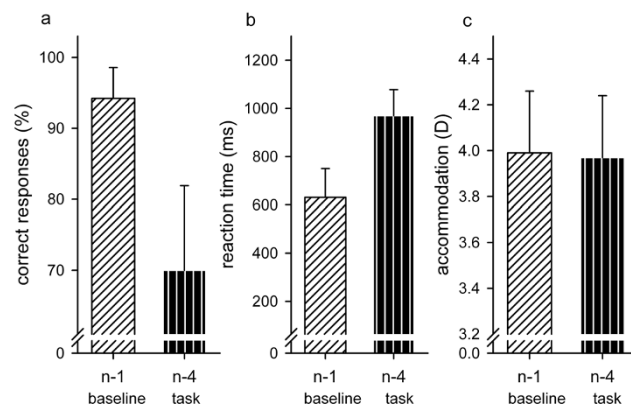 a
correct responses (%)
100
90
80
70
0
n-1
baseline
n-4
task
b
reaction time (ms)
1200
1000
800
600
400
200
0
n-1
baseline
n-4
task
c
accommodation (D)
4.4
4.2
4.0
3.8
3.6
3.4
3.2
0.0
n-1
baseline
n-4
task